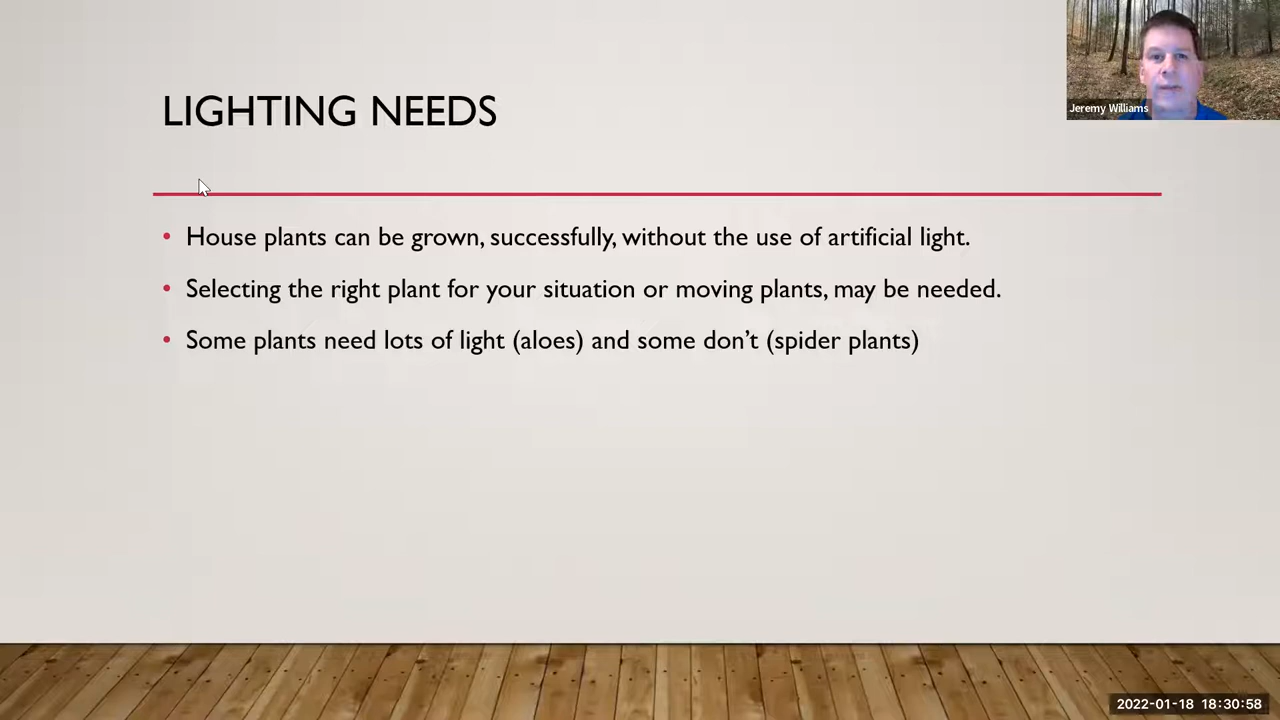 LIGHTING NEEDS
Jeremy Williams
• House plants can be grown, successfully, without the use of artificial light.
• Selecting the right plant for your situation or moving plants, may be needed.
• Some plants need lots of light (aloes) and some don’t (spider plants)
2022-01-18 18:30:58